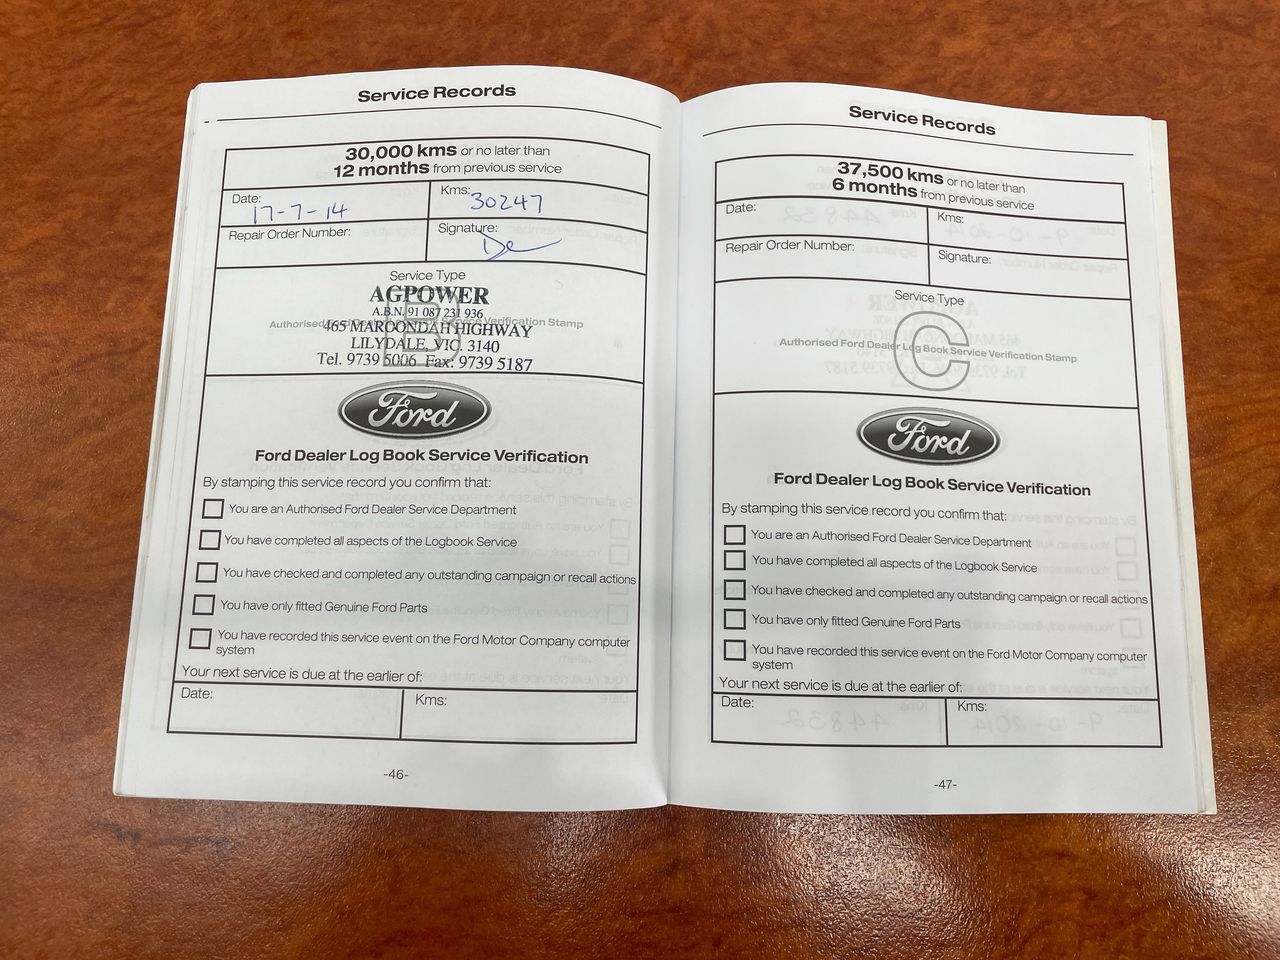 Service Records
30,000 kms or no later than
12 months from previous service
Date: 17-7-14
Kms: 30247
Repair Order Number:
Signature:
Service Type
B
AGPOWER
A.B.N. 91 087 231 936
Authorised Ford Dealer Log Book Service Verification Stamp
465 MAROONDAH HIGHWAY
LILYDALE, VIC, 3140
Tel. 9739 5006 Fax: 9739 5187
Ford
Ford Dealer Log Book Service Verification
By stamping this service record you confirm that:
You are an Authorised Ford Dealer Service Department
You have completed all aspects of the Logbook Service
You have checked and completed any outstanding campaign or recall actions
You have only fitted Genuine Ford Parts
You have recorded this service event on the Ford Motor Company computer
system
Your next service is due at the earlier of:
Date:
Kms:
-46-
Service Records
37,500 kms or no later than
6 months from previous service
Date:
Kms:
Repair Order Number:
Signature:
Service Type
C
Authorised Ford Dealer Log Book Service Verification Stamp
Ford
Ford Dealer Log Book Service Verification
By stamping this service record you confirm that:
You are an Authorised Ford Dealer Service Department
You have completed all aspects of the Logbook Service
You have checked and completed any outstanding campaign or recall actions
You have only fitted Genuine Ford Parts
You have recorded this service event on the Ford Motor Company computer
system
Your next service is due at the earlier of:
Date:
Kms:
-47-